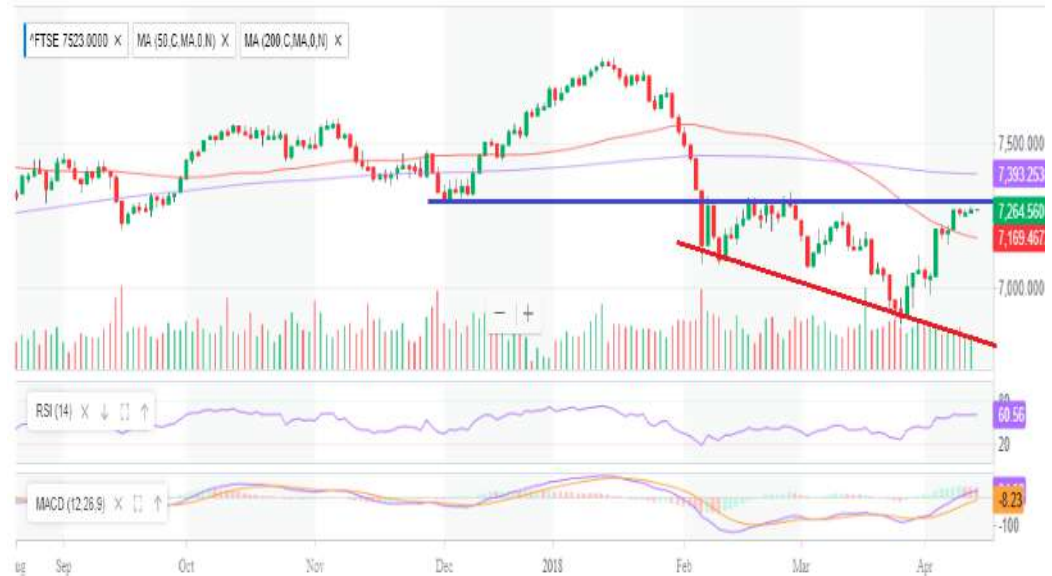 ^FTSE 7523.0000 × MA (50,C,MA,0,N) × MA (200,C,MA,0,N) ×
7,500.000
7,393.253
7,264.560
7,169.467
7,000.000
− +
RSI (14) × ↓ ↑
60.56
20
MACD (12,26,9) × ↑
-8.23
-100
Sep Oct Nov Dec 2018 Feb Mar Apr